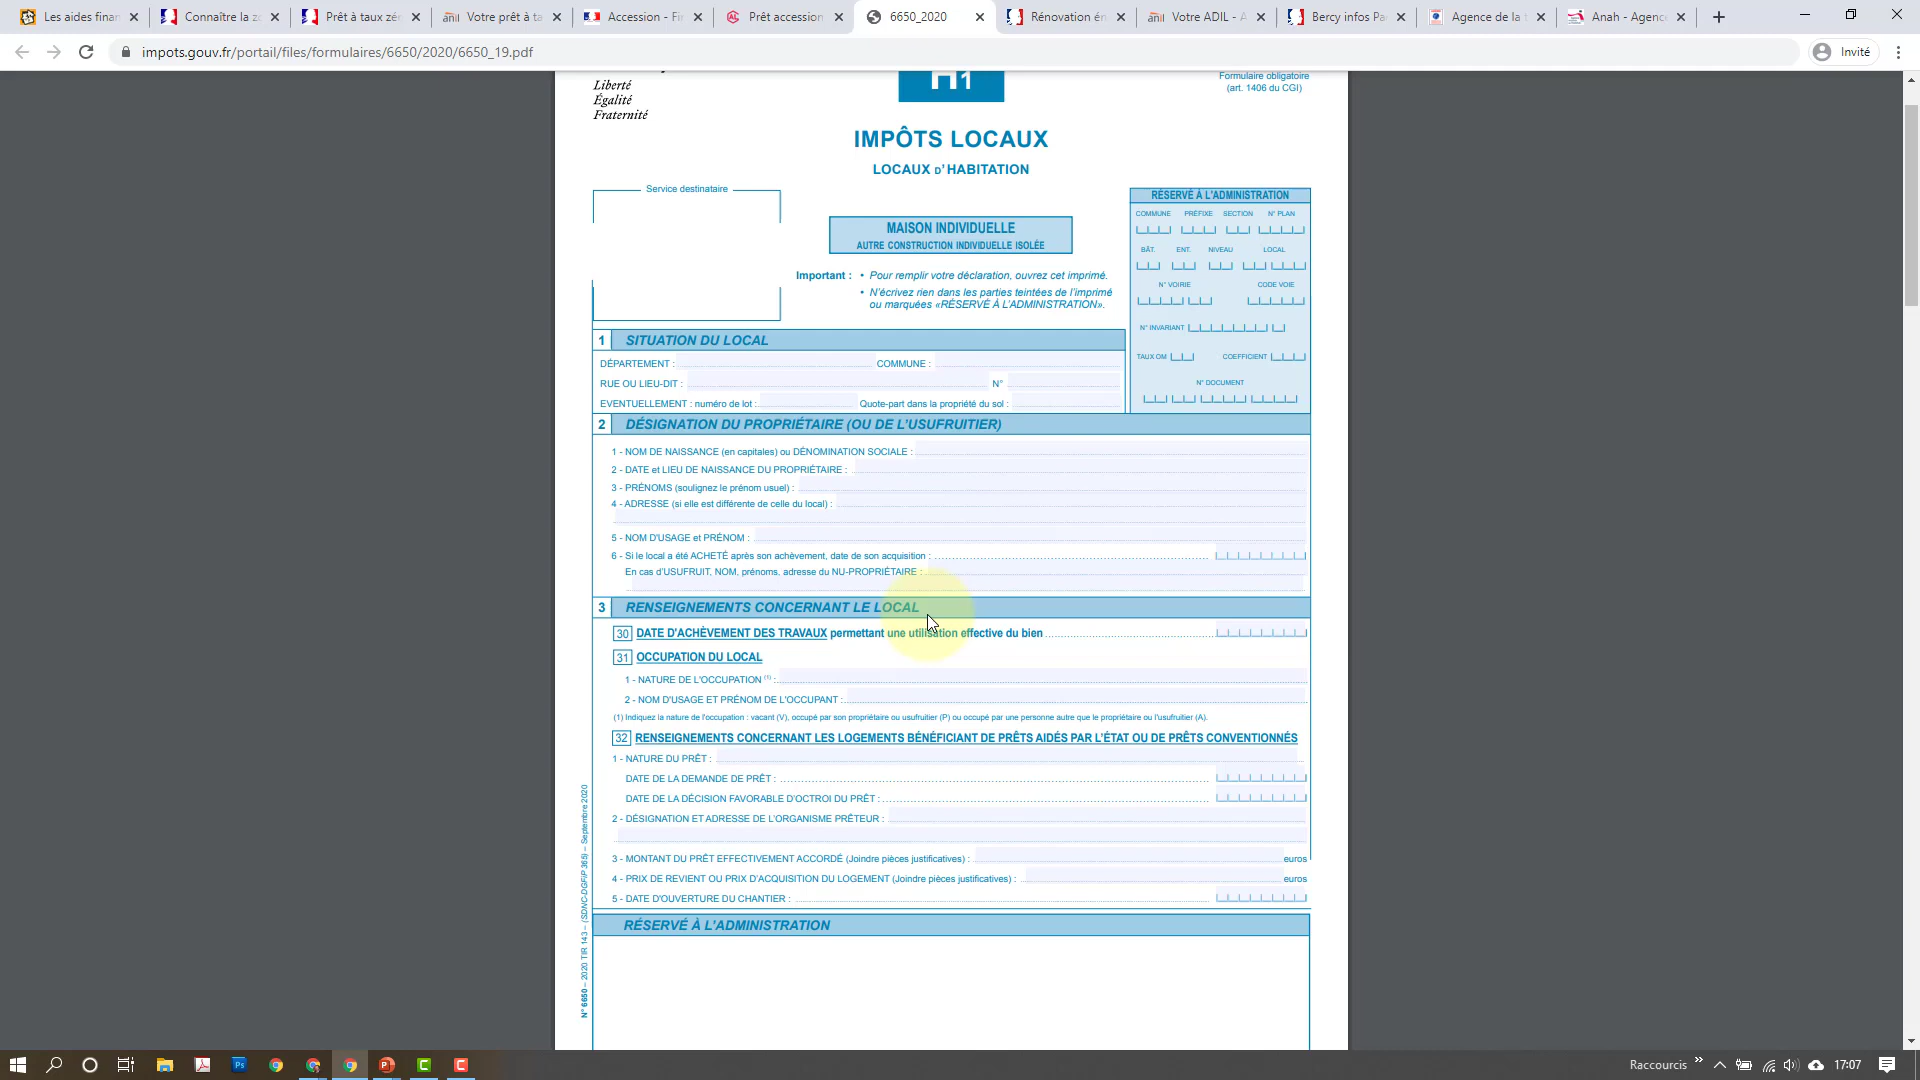 Les aides finan
Connaître la zo
Prêt à taux zér
Votre prêt à ta
Accession - Fi
Prêt accession
6650_2020
Rénovation én
Votre ADIL - A
Bercy infos Pa
Agence de la t
Anah - Agenc
impots.gouv.fr/portail/files/formulaires/6650/2020/6650_19.pdf
Invité
Liberté
Égalité
Fraternité
H1
Formulaire obligatoire
(art. 1406 du CGI)
IMPÔTS LOCAUX
LOCAUX D'HABITATION
Service destinataire
MAISON INDIVIDUELLE
AUTRE CONSTRUCTION INDIVIDUELLE ISOLÉE
Important : • Pour remplir votre déclaration, ouvrez cet imprimé.
• N'écrivez rien dans les parties teintées de l'imprimé
ou marquées «RÉSERVÉ À L'ADMINISTRATION».
RÉSERVÉ À L'ADMINISTRATION
COMMUNE PRÉFIXE SECTION N° PLAN
BÂT. ENT. NIVEAU LOCAL
N° VOIRIE CODE VOIE
N° INVARIANT
TAUX OM COEFFICIENT
N° DOCUMENT
1 SITUATION DU LOCAL
DÉPARTEMENT : COMMUNE :
RUE OU LIEU-DIT : N°
EVENTUELLEMENT : numéro de lot : Quote-part dans la propriété du sol :
2 DÉSIGNATION DU PROPRIÉTAIRE (OU DE L'USUFRUITIER)
1 - NOM DE NAISSANCE (en capitales) ou DÉNOMINATION SOCIALE :
2 - DATE et LIEU DE NAISSANCE DU PROPRIÉTAIRE :
3 - PRÉNOMS (soulignez le prénom usuel) :
4 - ADRESSE (si elle est différente de celle du local) :
5 - NOM D'USAGE et PRÉNOM :
6 - Si le local a été ACHETÉ après son achèvement, date de son acquisition :
En cas d'USUFRUIT, NOM, prénoms, adresse du NU-PROPRIÉTAIRE :
3 RENSEIGNEMENTS CONCERNANT LE LOCAL
30 DATE D'ACHÈVEMENT DES TRAVAUX permettant une utilisation effective du bien
31 OCCUPATION DU LOCAL
1 - NATURE DE L'OCCUPATION (1) :
2 - NOM D'USAGE ET PRÉNOM DE L'OCCUPANT :
(1) Indiquez la nature de l'occupation : vacant (V), occupé par son propriétaire ou usufruitier (P) ou occupé par une personne autre que le propriétaire ou l'usufruitier (A).
32 RENSEIGNEMENTS CONCERNANT LES LOGEMENTS BÉNÉFICIANT DE PRÊTS AIDÉS PAR L'ÉTAT OU DE PRÊTS CONVENTIONNÉS
1 - NATURE DU PRÊT :
DATE DE LA DEMANDE DE PRÊT :
DATE DE LA DÉCISION FAVORABLE D'OCTROI DU PRÊT :
2 - DÉSIGNATION ET ADRESSE DE L'ORGANISME PRÊTEUR :
3 - MONTANT DU PRÊT EFFECTIVEMENT ACCORDÉ (Joindre pièces justificatives) : euros
4 - PRIX DE REVIENT OU PRIX D'ACQUISITION DU LOGEMENT (Joindre pièces justificatives) : euros
5 - DATE D'OUVERTURE DU CHANTIER :
N° 6650 – 2020 TIR 143 – (SDNC-DGFiP 365) – Septembre 2020
RÉSERVÉ À L'ADMINISTRATION
Raccourcis
17:07